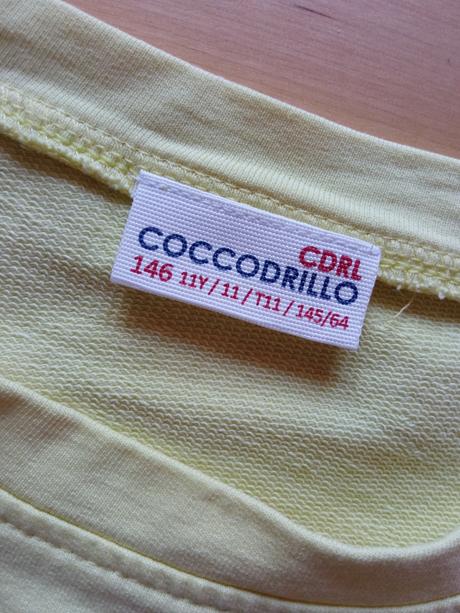 CDRL
COCCODRILLO
146 11Y / 11 / T11 / 145/64